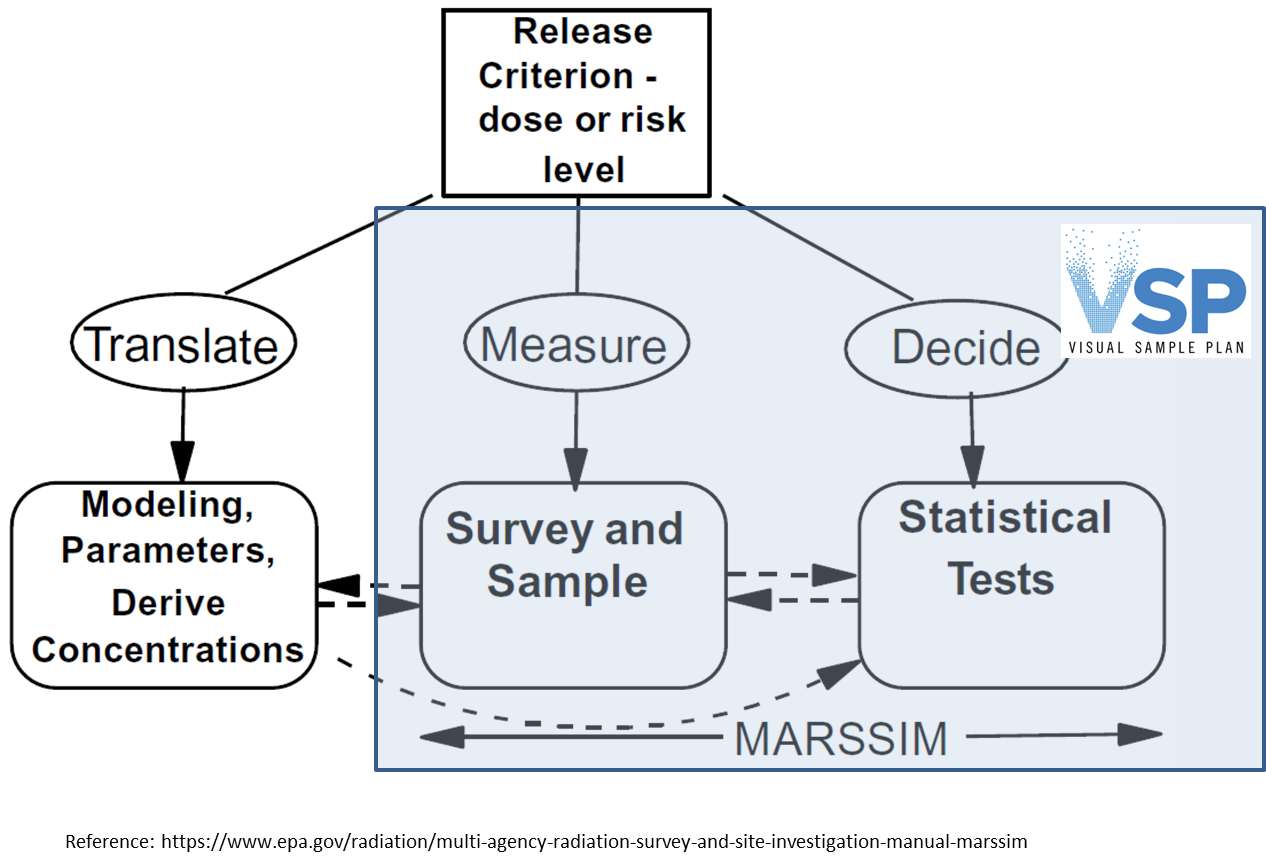 Release
Criterion -
dose or risk
level
VSP
VISUAL SAMPLE PLAN
Translate
Measure
Decide
Modeling,
Parameters,
Derive
Concentrations
Survey and
Sample
Statistical
Tests
MARSSIM
Reference: https://www.epa.gov/radiation/multi-agency-radiation-survey-and-site-investigation-manual-marssim